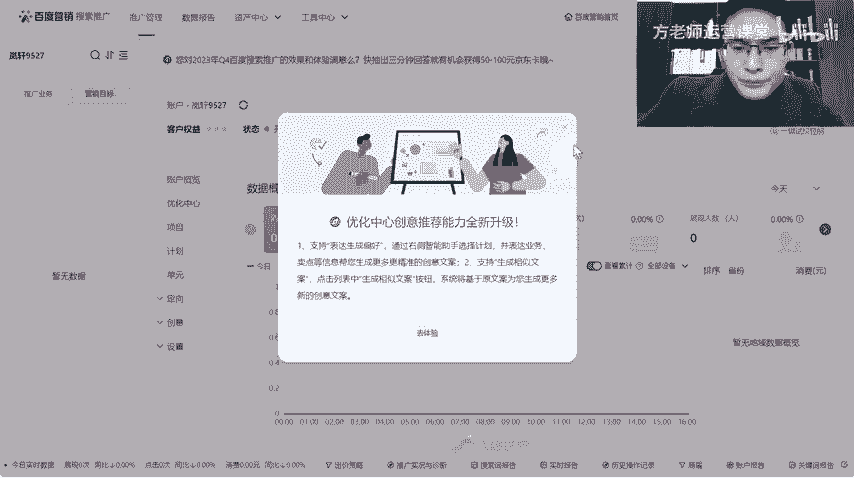 百度营销 搜索推广
推广管理
数据报告
资产中心
工具中心
百度营销首页
方老师运营课堂
bilibili
岚轩9527
您对2023年Q4百度搜索推广的效果和体验满意么？快抽出三分钟回答就有机会获得50-100元京东卡哦~
推广业务
营销目标
账户 - 岚轩9527
客户权益
状态
账户概览
优化中心
项目
计划
单元
定向
创意
设置
暂无数据
今天
0.00%
0.00%
0
今日
全部设备
排序
省份
消费(元)
优化中心创意推荐能力全新升级！
1、支持“表达生成偏好”，通过右侧智能助手选择计划，并表达业务、
卖点等信息帮您生成更多更精准的创意文案；2、支持“生成相似文
案”，点击列表中“生成相似文案”按钮，系统将基于原文案为您生成更多
新的创意文案。
去体验
0.4
0.2
0
00:00 01:00 02:00 03:00 04:00 05:00 06:00 07:00 08:00 09:00 10:00 11:00 12:00 13:00 14:00 15:00 16:00
今日实时数据
展现0次 同比↓0.00%
点击0次 同比↓0.00%
消费0.00元 同比↓0.00%
出价策略
推广实况与诊断
搜索词报告
实时报告
历史操作记录
账户报告
关键词报告